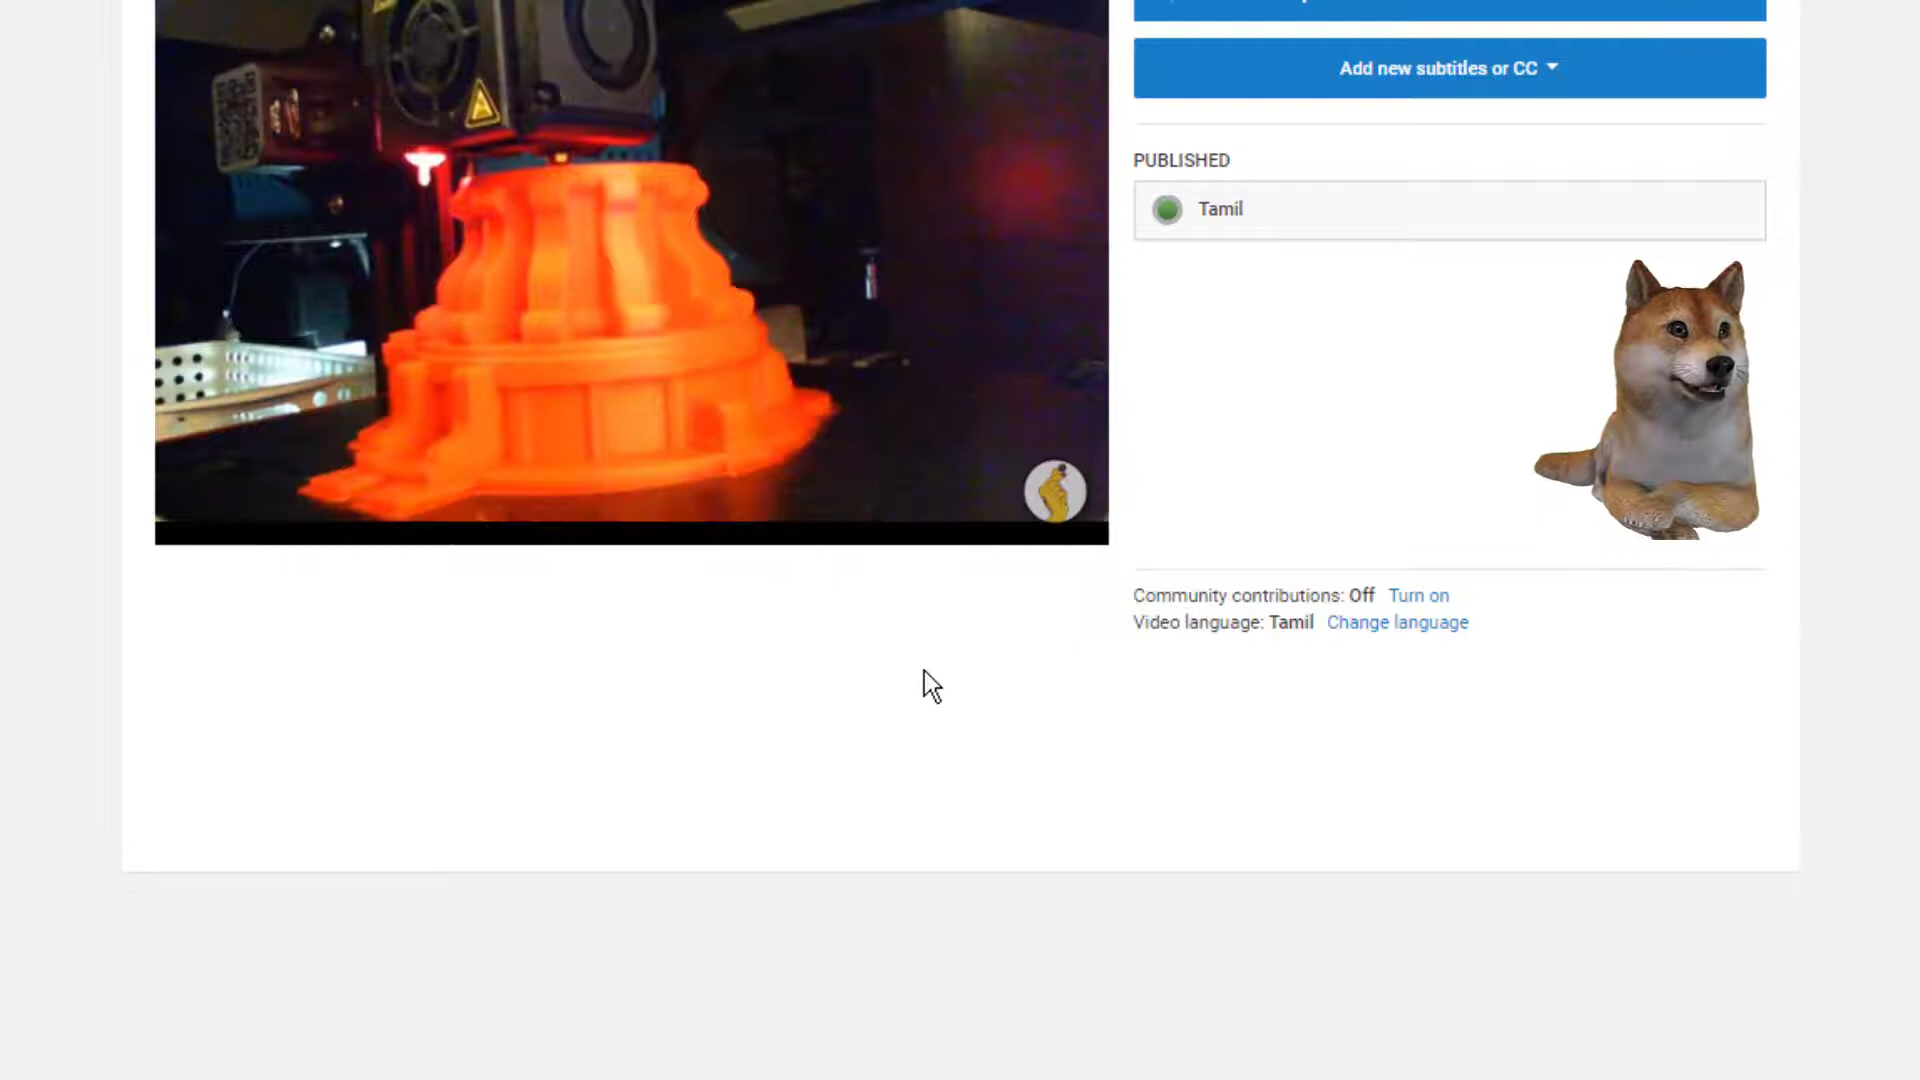 Add new subtitles or CC
PUBLISHED
Tamil
Community contributions: Off Turn on
Video language: Tamil Change language